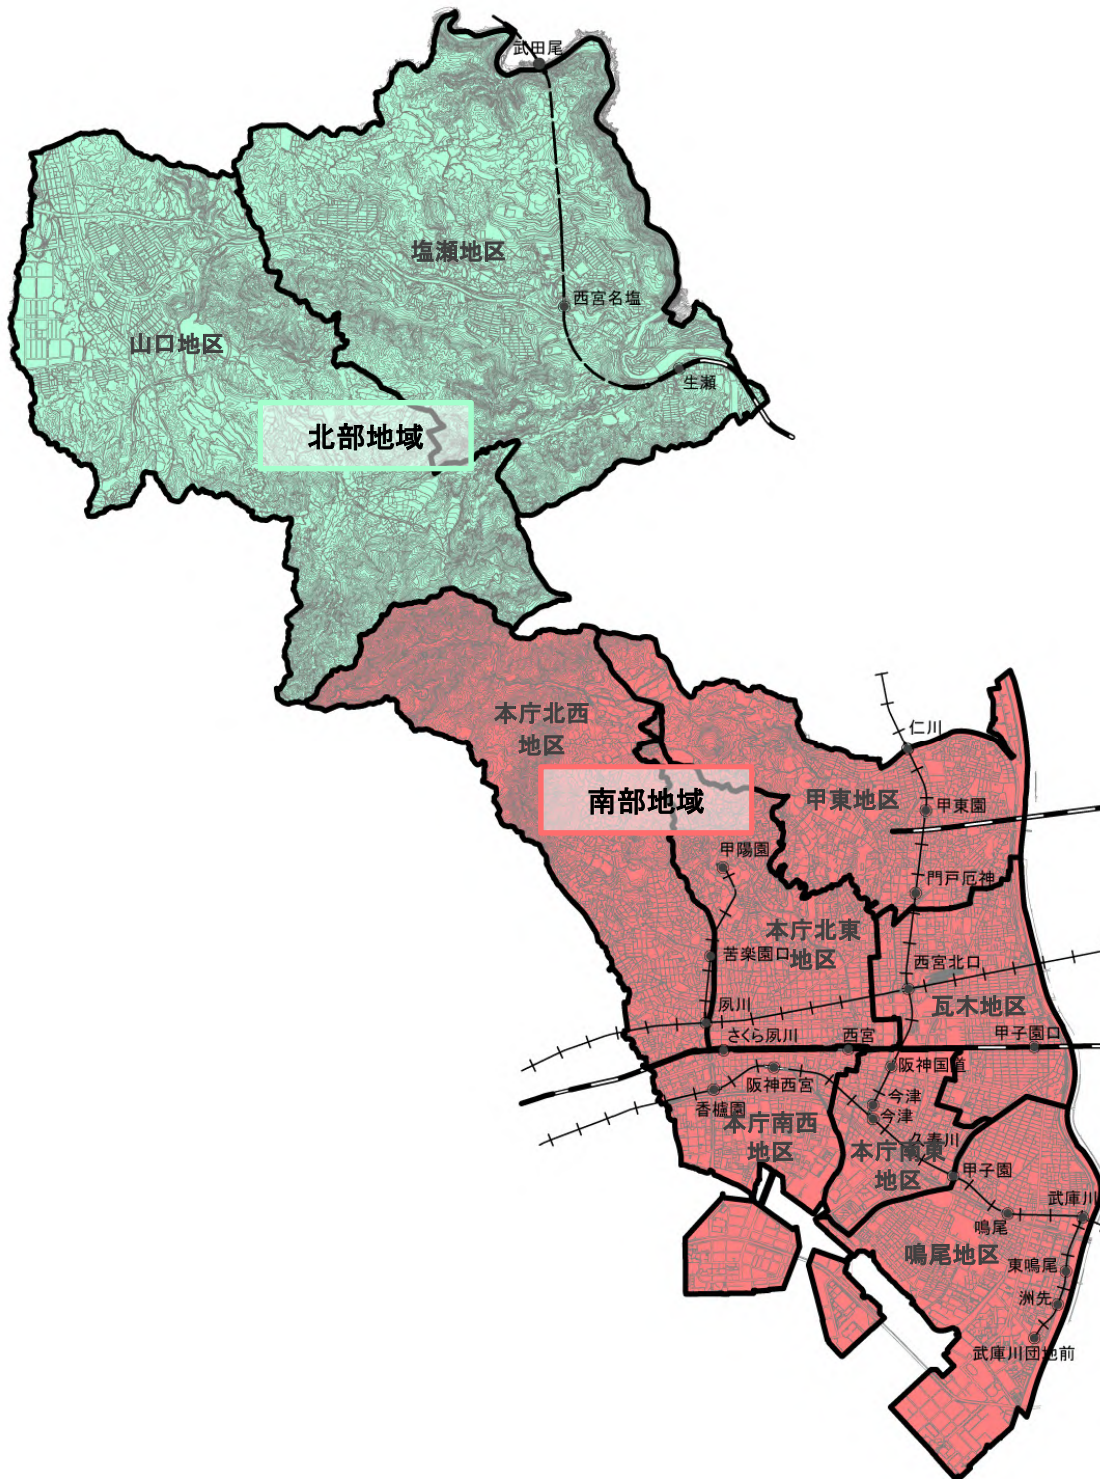 武田尾
塩瀬地区
西宮名塩
山口地区
生瀬
北部地域
本庁北西
地区
仁川
南部地域
甲東地区
甲東園
甲陽園
門戸厄神
本庁北東
地区
苦楽園口
西宮北口
瓦木地区
夙川
さくら夙川
西宮
甲子園口
阪神国道
阪神西宮
香櫨園
今津
今津
本庁南西
地区
久寿川
本庁南東
地区
甲子園
武庫川
鳴尾
鳴尾地区
東鳴尾
洲先
武庫川団地前